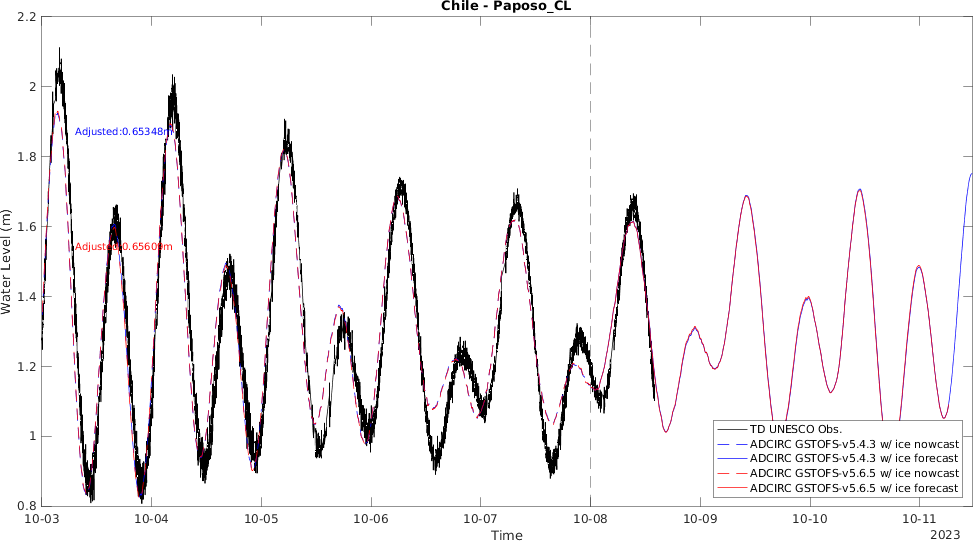 Chile - Paposo_CL
2.2
2
1.8
1.6
1.4
1.2
1
0.8
Water Level (m)
Adjusted:0.65348m
Adjusted:0.65609m
TD UNESCO Obs.
ADCIRC GSTOFS-v5.4.3 w/ ice nowcast
ADCIRC GSTOFS-v5.4.3 w/ ice forecast
ADCIRC GSTOFS-v5.6.5 w/ ice nowcast
ADCIRC GSTOFS-v5.6.5 w/ ice forecast
10-03 10-04 10-05 10-06 10-07 10-08 10-09 10-10 10-11
Time
2023